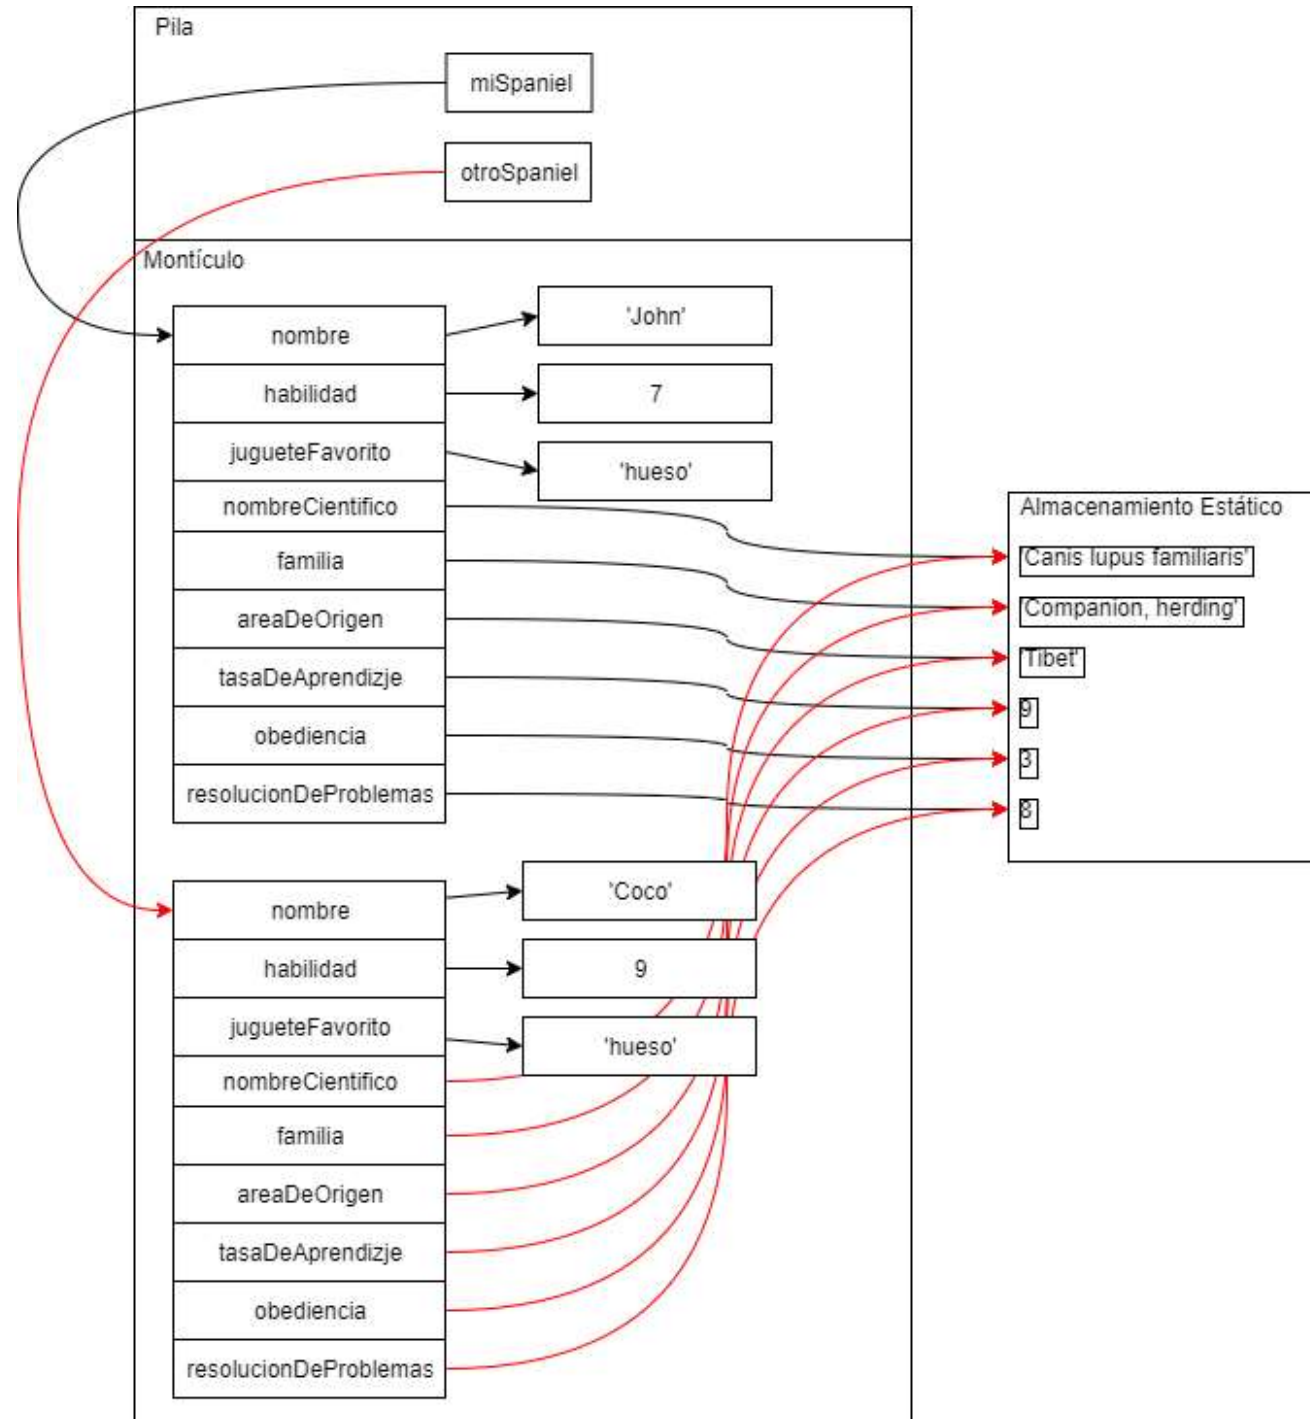 Pila
miSpaniel
otroSpaniel
Montículo
nombre
'John'
habilidad
7
jugueteFavorito
'hueso'
nombreCientifico
familia
areaDeOrigen
tasaDeAprendizje
obediencia
resolucionDeProblemas
Almacenamiento Estático
'Canis lupus familiaris'
'Companion, herding'
'Tibet'
9
3
8
nombre
'Coco'
habilidad
9
jugueteFavorito
'hueso'
nombreCientifico
familia
areaDeOrigen
tasaDeAprendizje
obediencia
resolucionDeProblemas